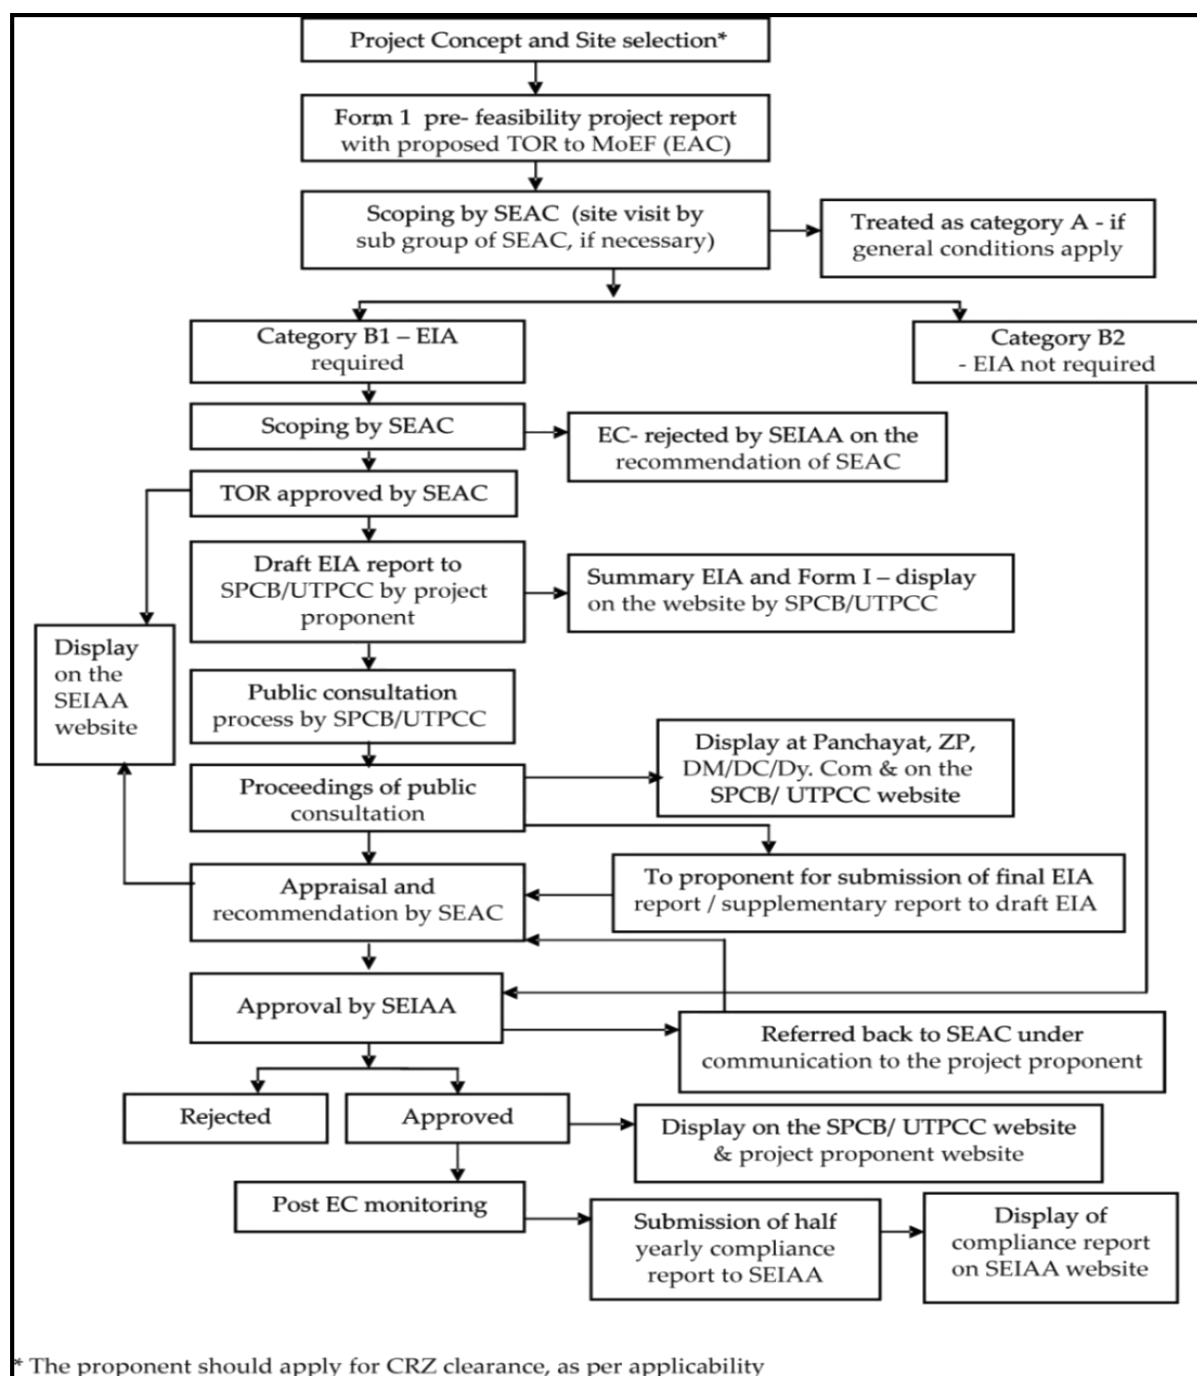 Project Concept and Site selection*
Form 1 pre- feasibility project report
with proposed TOR to MoEF (EAC)
Scoping by SEAC (site visit by
sub group of SEAC, if necessary)
Treated as category A - if
general conditions apply
Category B1 – EIA
required
Category B2
- EIA not required
Scoping by SEAC
EC- rejected by SEIAA on the
recommendation of SEAC
TOR approved by SEAC
Draft EIA report to
SPCB/UTPCC by project
proponent
Summary EIA and Form I – display
on the website by SPCB/UTPCC
Display
on the
SEIAA
website
Public consultation
process by SPCB/UTPCC
Display at Panchayat, ZP,
DM/DC/Dy. Com & on the
SPCB/ UTPCC website
Proceedings of public
consultation
To proponent for submission of final EIA
report / supplementary report to draft EIA
Appraisal and
recommendation by SEAC
Approval by SEIAA
Referred back to SEAC under
communication to the project proponent
Rejected
Approved
Display on the SPCB/ UTPCC website
& project proponent website
Post EC monitoring
Submission of half
yearly compliance
report to SEIAA
Display of
compliance report
on SEIAA website
* The proponent should apply for CRZ clearance, as per applicability